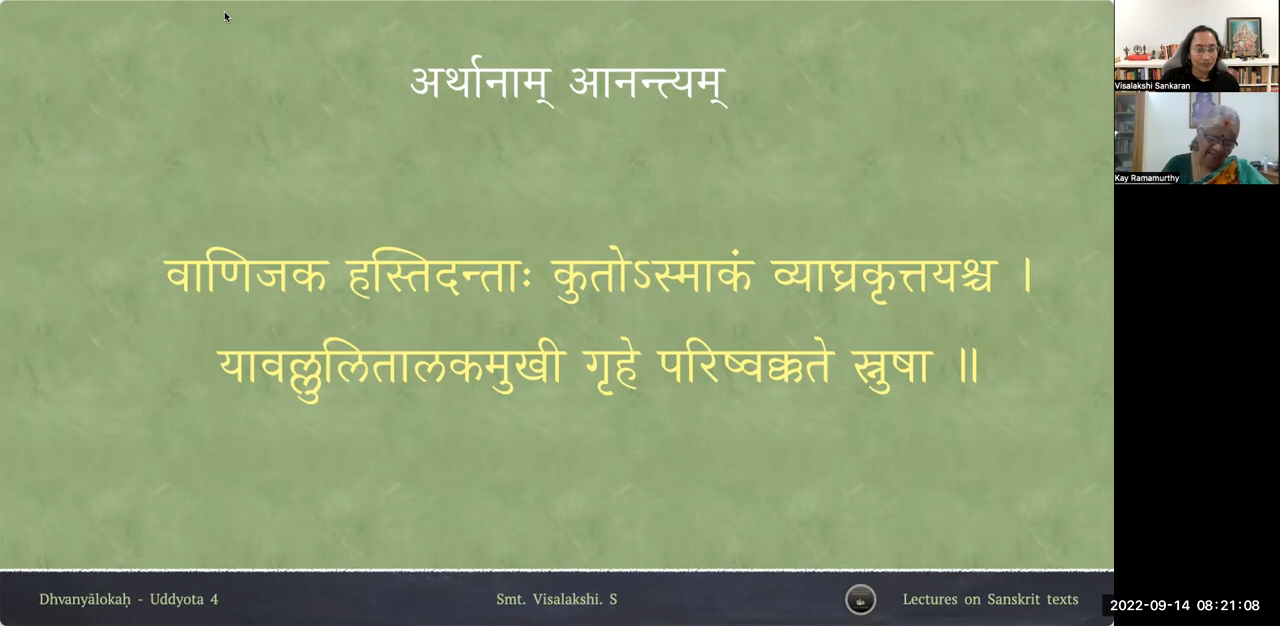 अर्थानाम् आनन्त्यम्
वाणिजक हस्तिदन्ताः कुतोऽस्माकं व्याघ्रकृत्तयश्च ।
यावल्लुलितालकमुखी गृहे परिष्वक्कते स्नुषा ॥
Dhvanyālokaḥ - Uddyota 4
Smt. Visalakshi. S
Lectures on Sanskrit texts
Visalakshi Sankaran
Kay Ramamurthy
2022-09-14 08:21:08